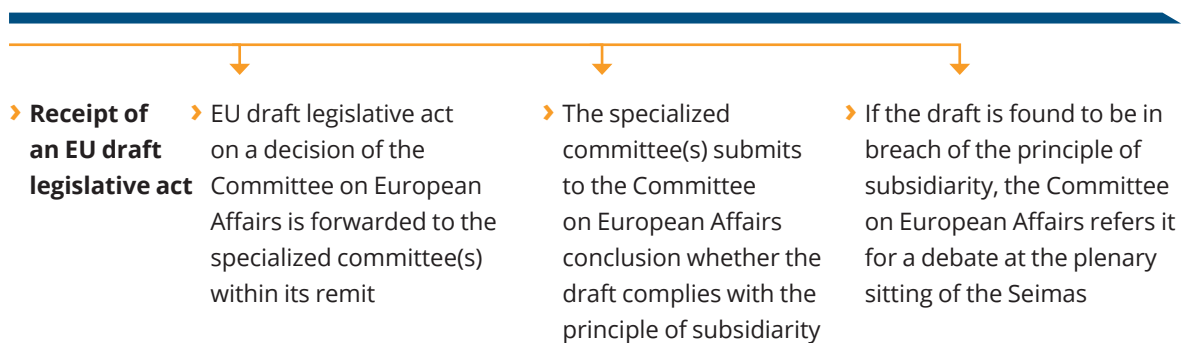 › Receipt of
an EU draft
legislative act
› EU draft legislative act
on a decision of the
Committee on European
Affairs is forwarded to the
specialized committee(s)
within its remit
› The specialized
committee(s) submits
to the Committee
on European Affairs
conclusion whether the
draft complies with the
principle of subsidiarity
› If the draft is found to be in
breach of the principle of
subsidiarity, the Committee
on European Affairs refers it
for a debate at the plenary
sitting of the Seimas